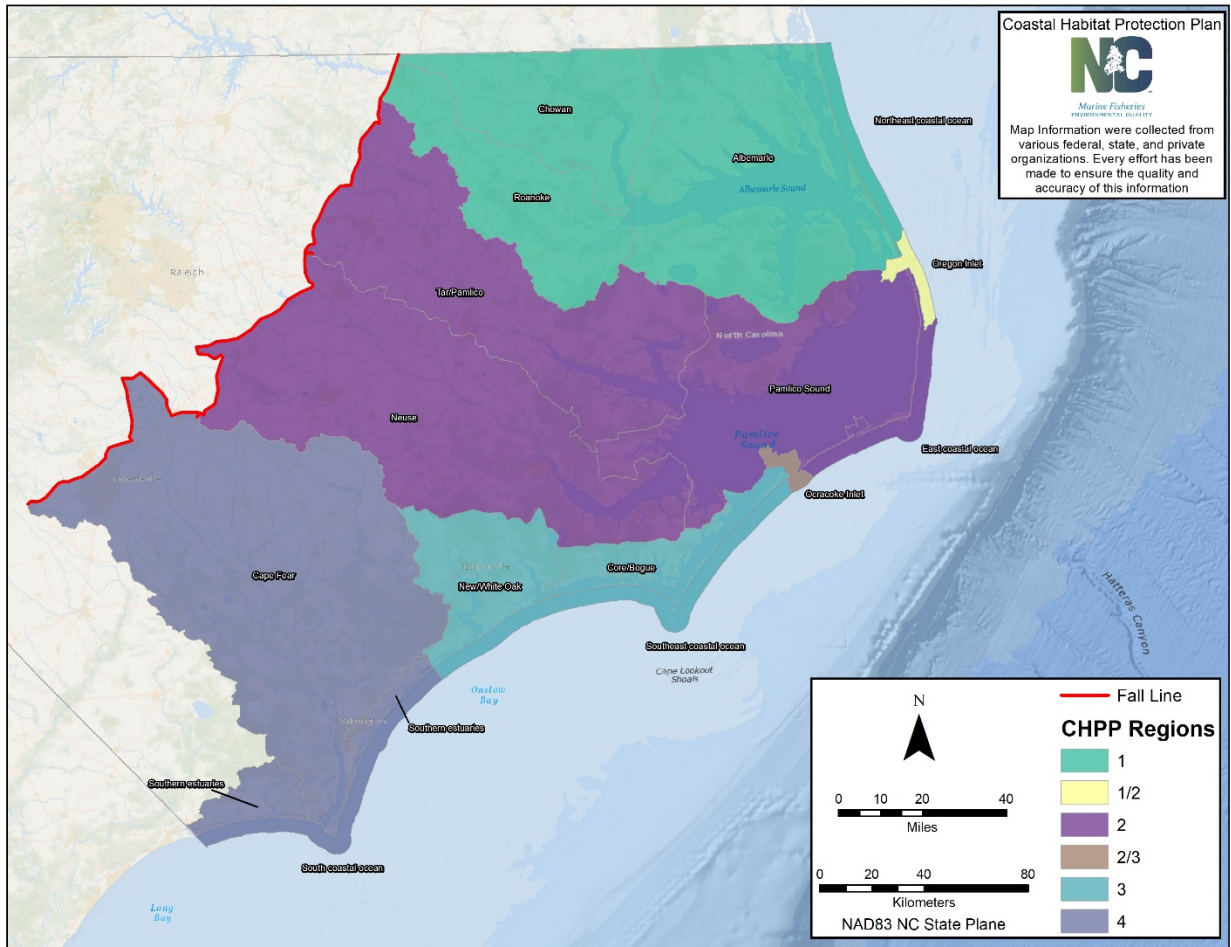 Coastal Habitat Protection Plan
NC
Marine Fisheries
ENVIRONMENTAL QUALITY
Map Information were collected from
various federal, state, and private
organizations. Every effort has been
made to ensure the quality and
accuracy of this information
Chowan
Northeast coastal ocean
Albemarle
Albemarle Sound
Roanoke
Oregon Inlet
Raleigh
Tar/Pamlico
North Carolina
Pamlico Sound
Neuse
Pamlico
Sound
East coastal ocean
Ocracoke Inlet
Cape Fear
New/White Oak
Core/Bogue
Hatteras
Canyon
Southeast coastal ocean
Cape Lookout
Shoals
Onslow
Bay
Southern estuaries
Wilmington
Southern estuaries
South coastal ocean
Long
Bay
N
0 10 20 40
Miles
0 20 40 80
Kilometers
NAD83 NC State Plane
Fall Line
CHPP Regions
1
1/2
2
2/3
3
4